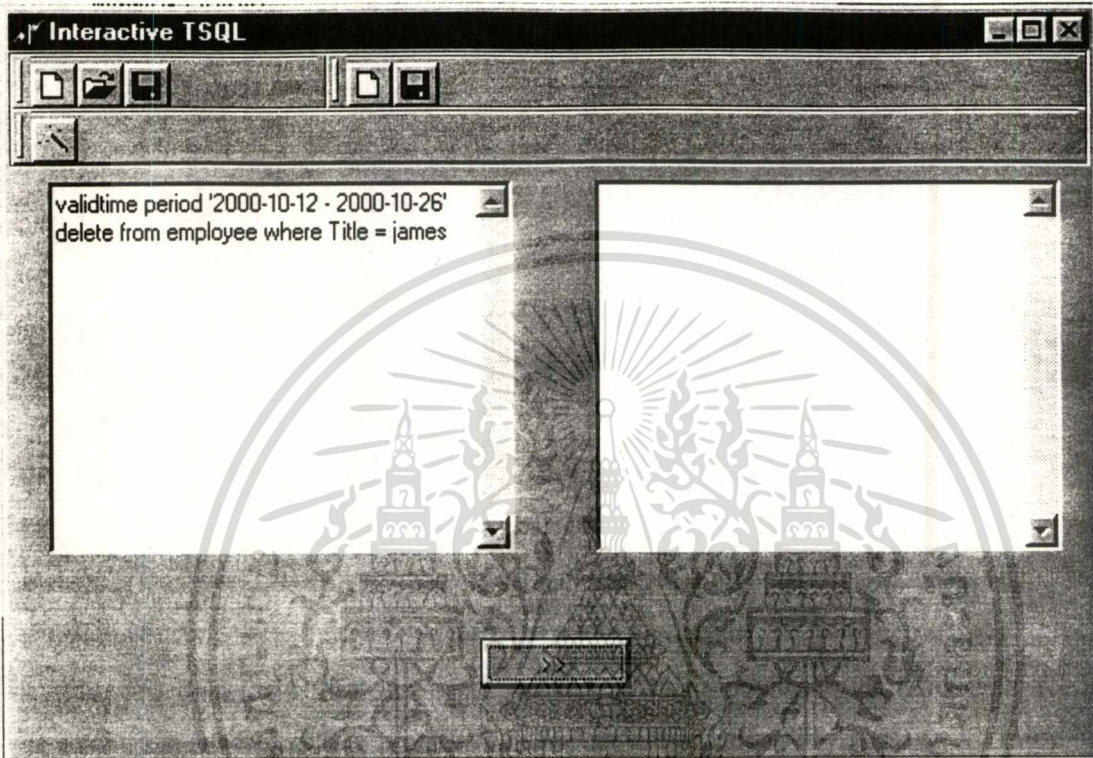 Interactive TSQL
validtime period '2000-10-12 - 2000-10-26'
delete from employee where Title = james
>>